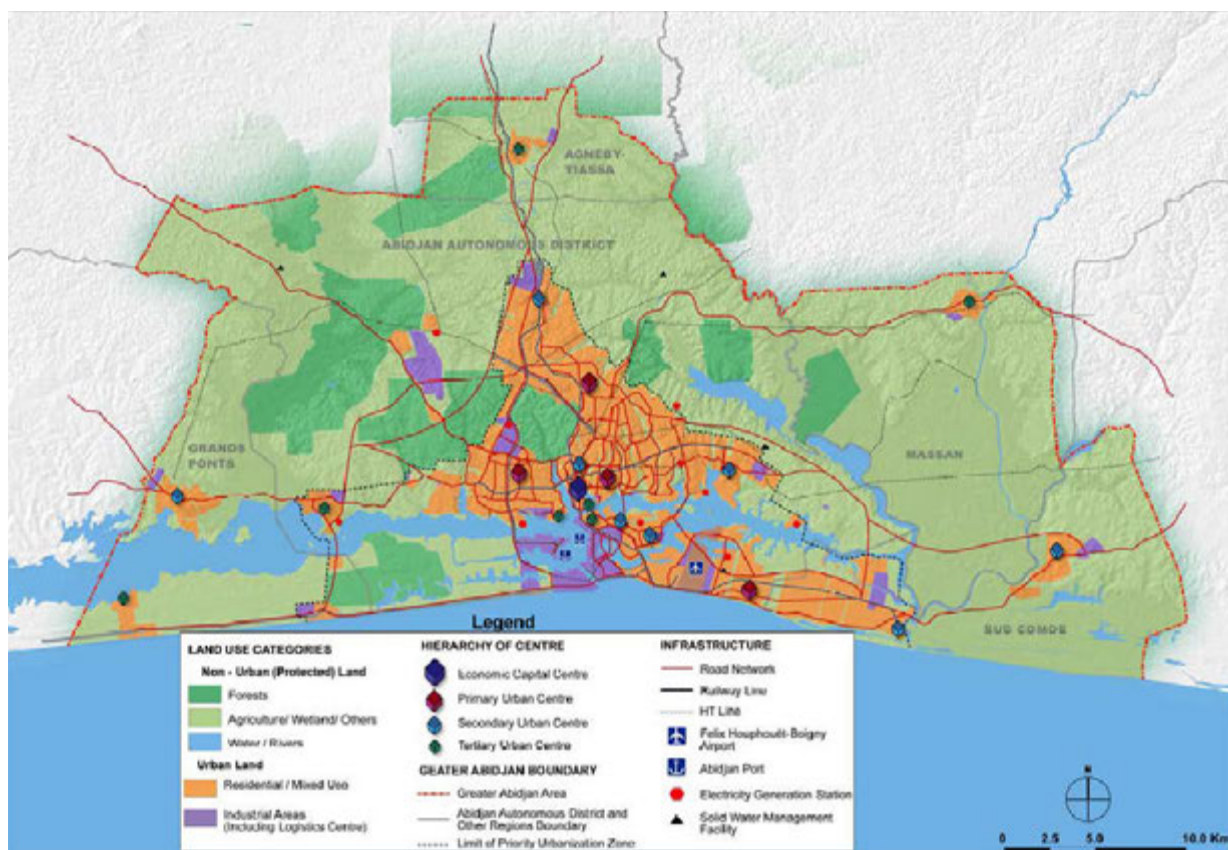 AGNEBY-
TIASSA
ABIDJAN AUTONOMOUS DISTRICT
GRANDS
PONTS
MASSAN
SUD COMOE
Legend
LAND USE CATEGORIES
Non - Urban (Protected) Land
Forests
Agriculture/ Wetland/ Others
Water / Rivers
Urban Land
Residential / Mixed Use
Industrial Areas
(Including Logistics Centre)
HIERARCHY OF CENTRE
Economic Capital Centre
Primary Urban Centre
Secondary Urban Centre
Tertiary Urban Centre
GEATER ABIDJAN BOUNDARY
Greater Abidjan Area
Abidjan Autonomous District and
Other Regions Boundary
Limit of Priority Urbanization Zone
INFRASTRUCTURE
Road Network
Railway Line
HT Line
Felix Houphouët-Boigny
Airport
Abidjan Port
Electricity Generation Station
Solid Water Management
Facility
N
0 2.5 5.0 10.0 Km